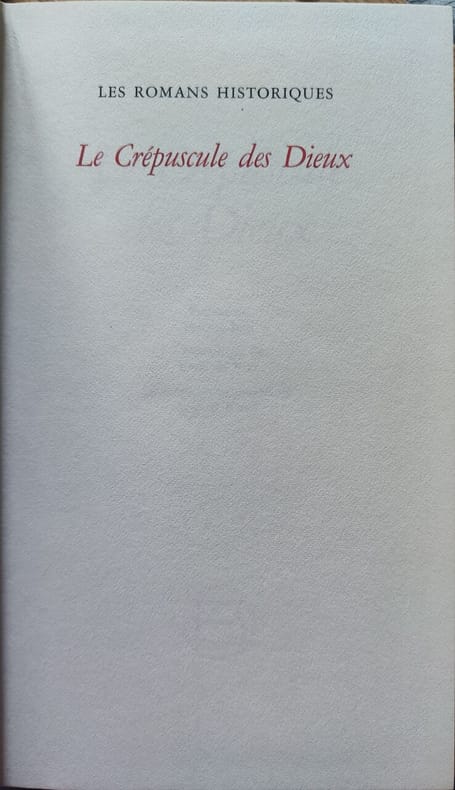 LES ROMANS HISTORIQUES
Le Crépuscule des Dieux